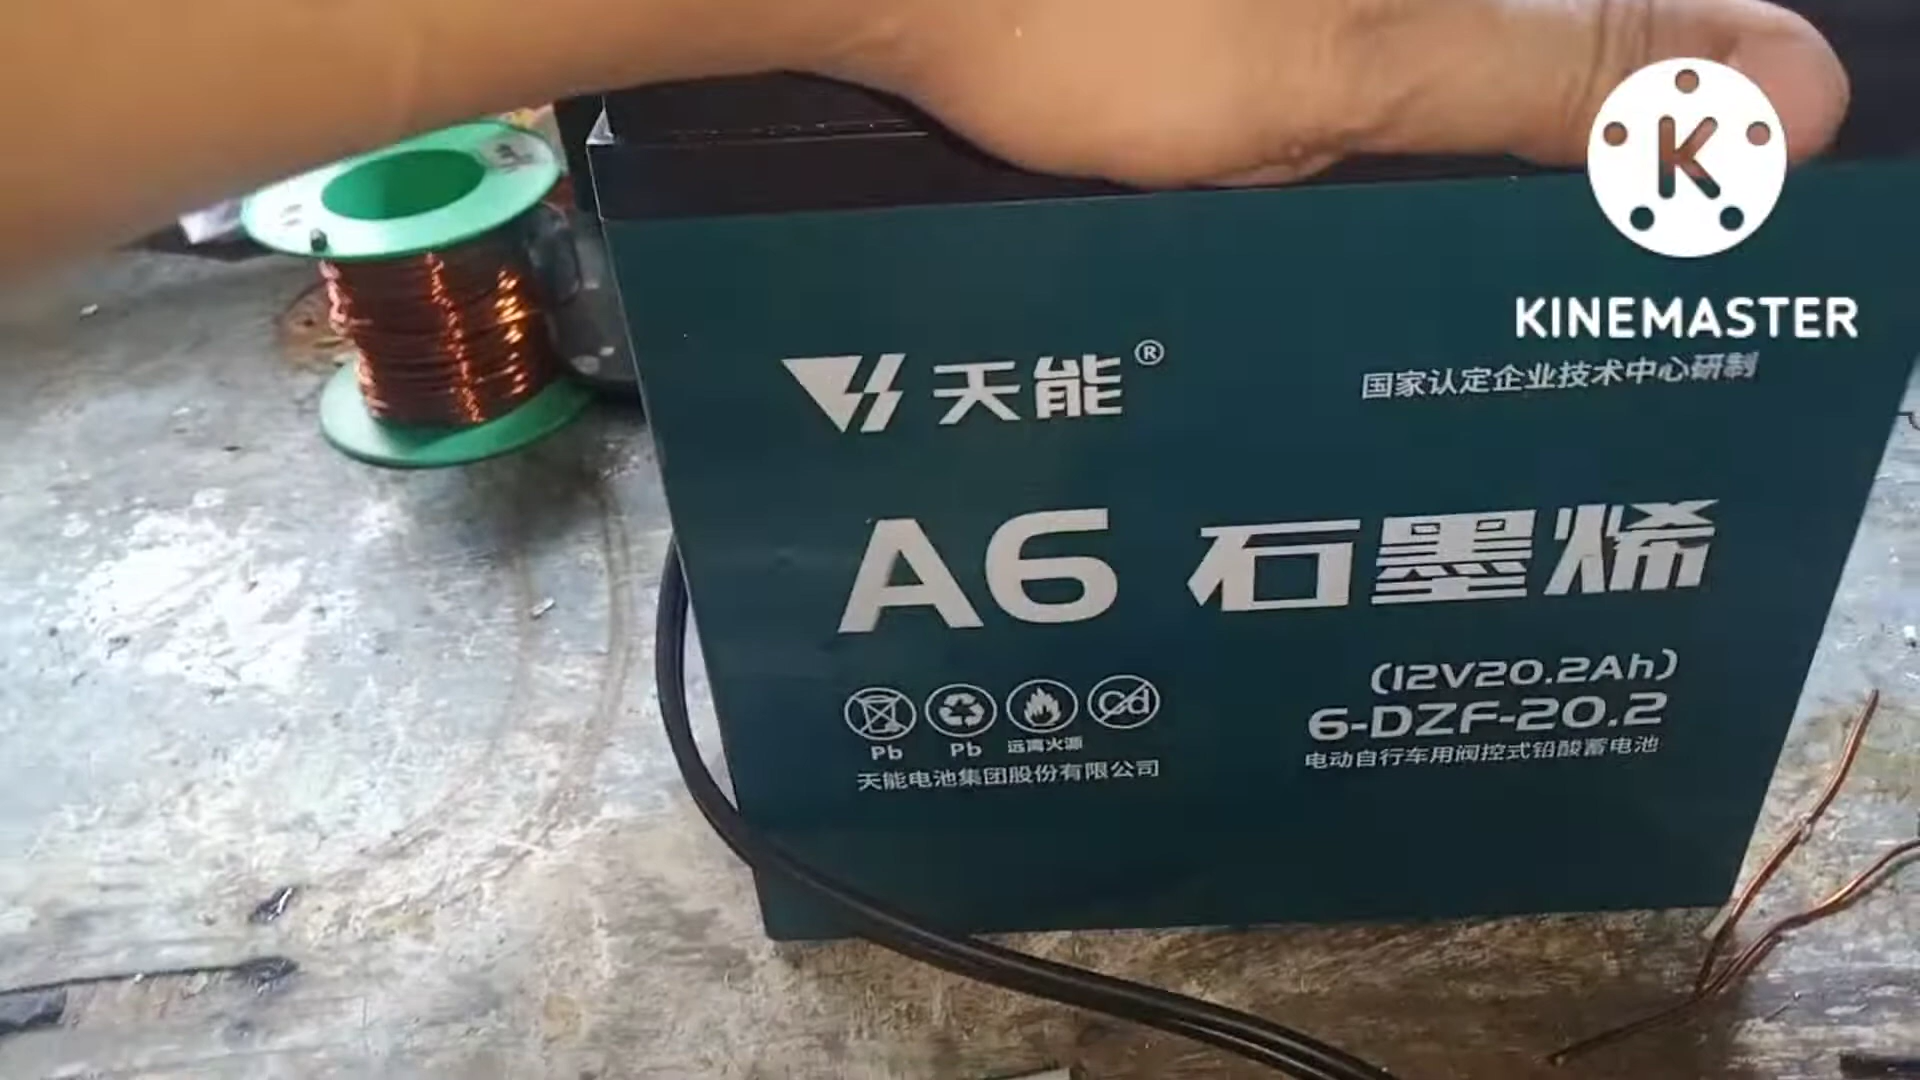 KINEMASTER
天能®
国家认定企业技术中心研制
A6 石墨烯
(12V20.2Ah)
6-DZF-20.2
电动自行车用阀控式铅酸蓄电池
Cd
Pb Pb 远离火源
天能电池集团股份有限公司